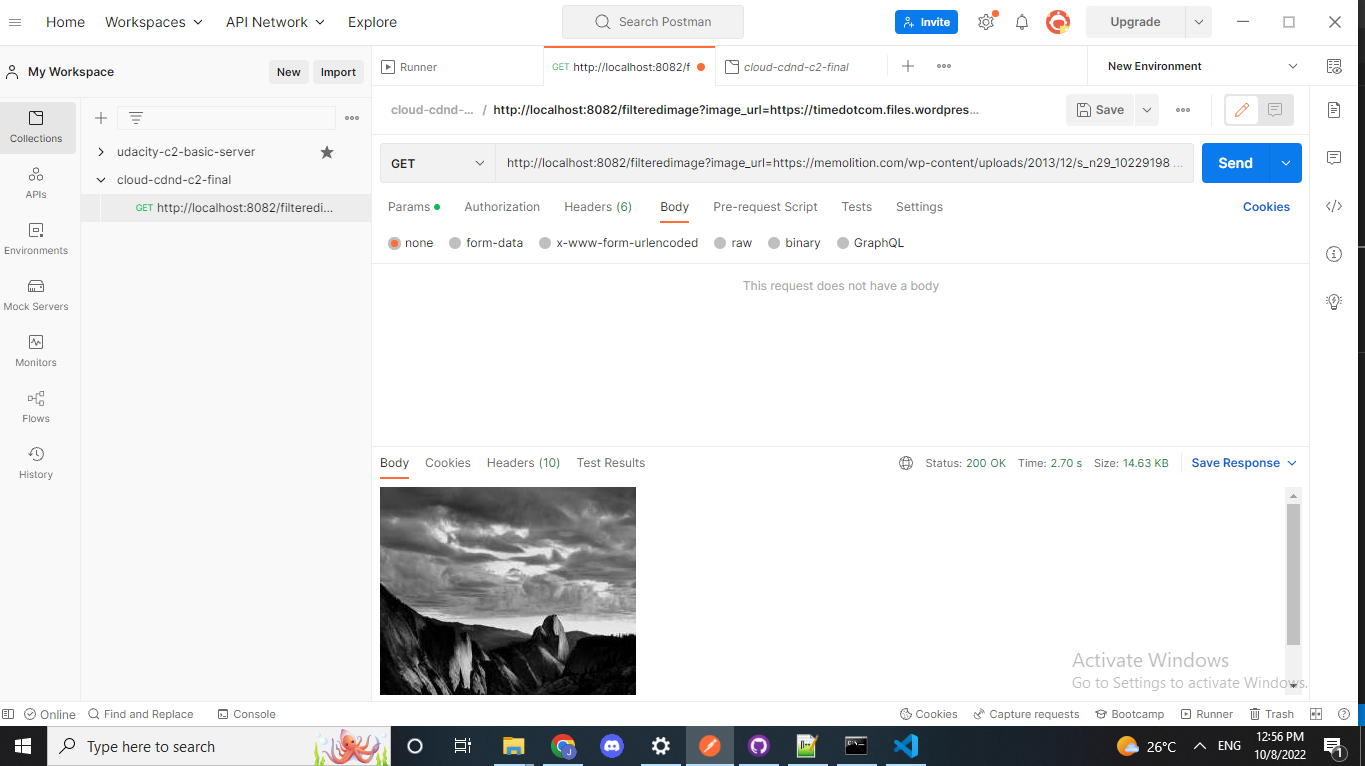 Home Workspaces API Network Explore Search Postman Invite Upgrade
My Workspace New Import Runner GET http://localhost:8082/f cloud-cdnd-c2-final New Environment
cloud-cdnd-... / http://localhost:8082/filteredimage?image_url=https://timedotcom.files.wordpres... Save
Collections
udacity-c2-basic-server
GET http://localhost:8082/filteredimage?image_url=https://memolition.com/wp-content/uploads/2013/12/s_n29_10229198 ... Send
cloud-cdnd-c2-final
APIs
GET http://localhost:8082/filteredi...
Params Authorization Headers (6) Body Pre-request Script Tests Settings Cookies
Environments
none form-data x-www-form-urlencoded raw binary GraphQL
This request does not have a body
Mock Servers
Monitors
Flows
History
Body Cookies Headers (10) Test Results Status: 200 OK Time: 2.70 s Size: 14.63 KB Save Response
Activate Windows
Go to Settings to activate Windows.
Online Find and Replace Console Cookies Capture requests Bootcamp Runner Trash
Type here to search 26°C ENG 12:56 PM
10/8/2022 1